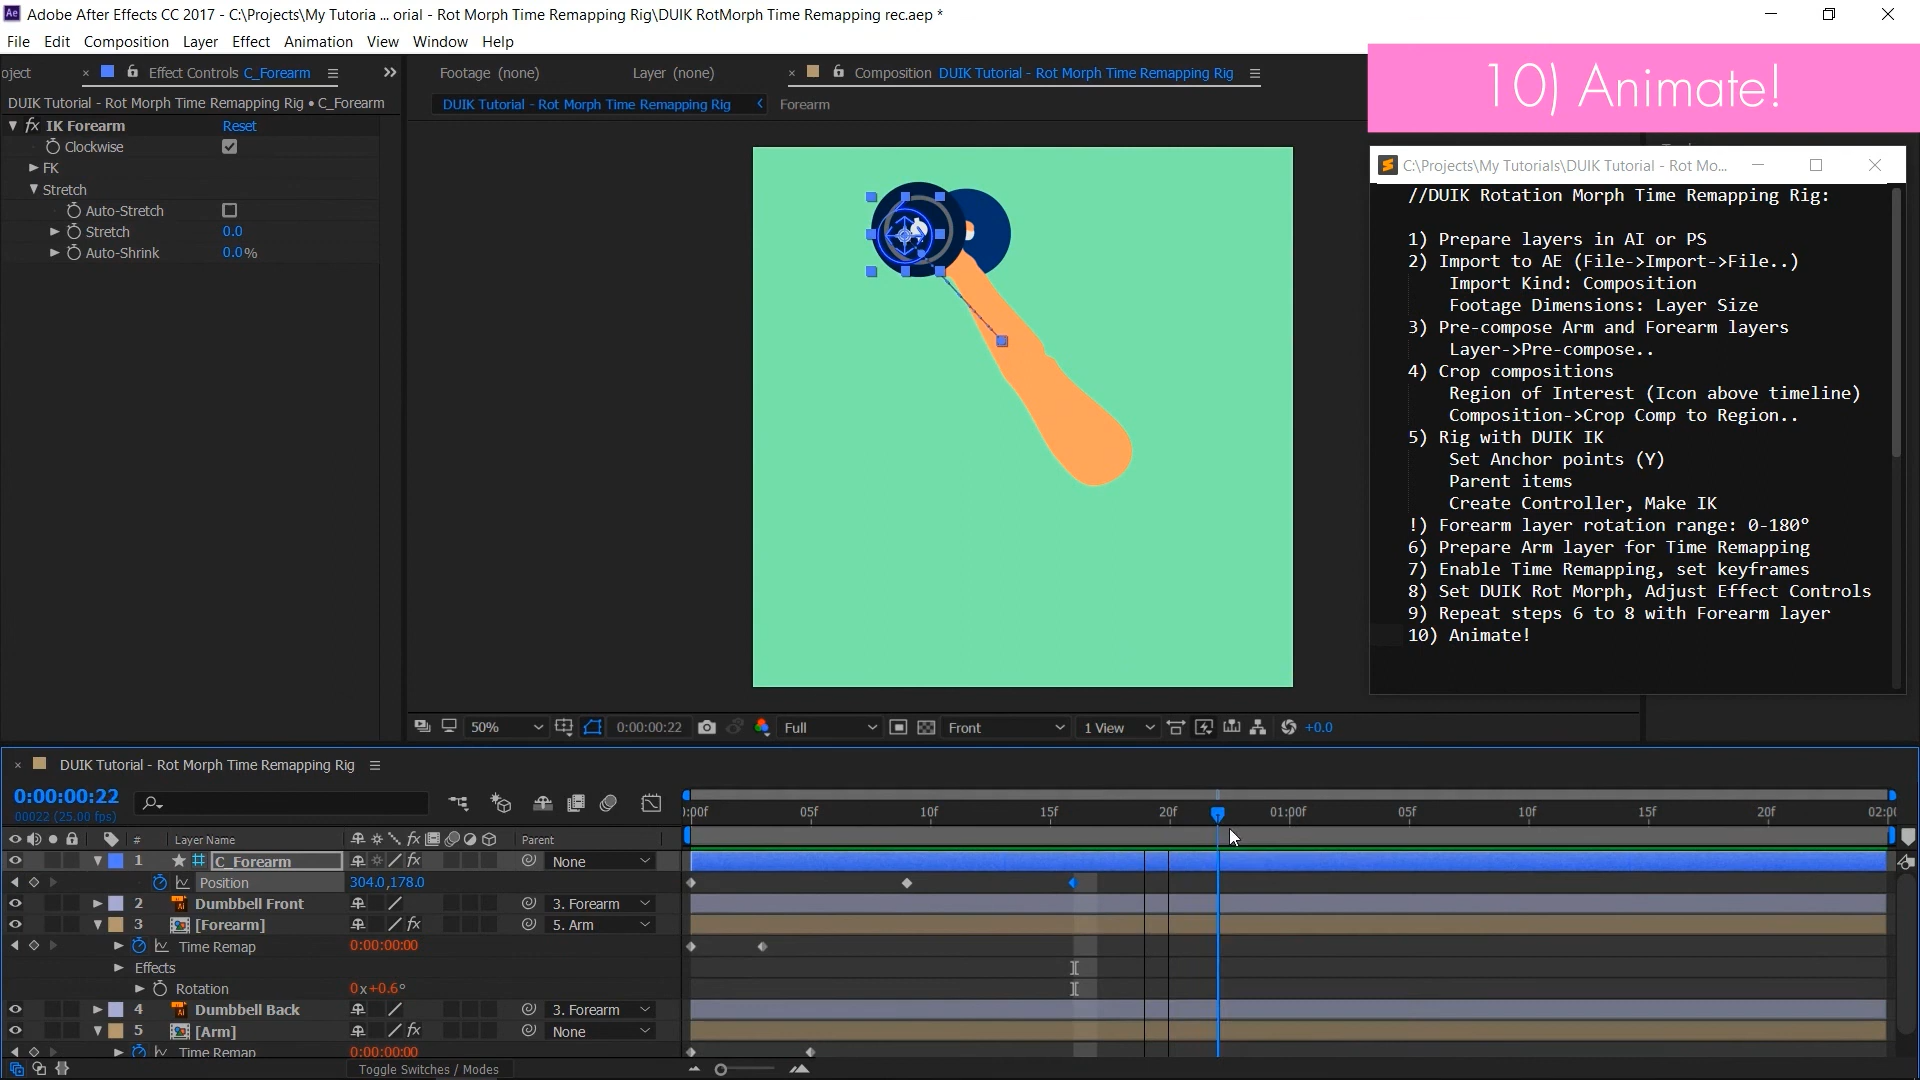 Ae Adobe After Effects CC 2017 - C:\Projects\My Tutoria ... orial - Rot Morph Time Remapping Rig\DUIK RotMorph Time Remapping rec.aep *
File Edit Composition Layer Effect Animation View Window Help
oject × Effect Controls C_Forearm Footage (none) Layer (none) × Composition DUIK Tutorial - Rot Morph Time Remapping Rig
10) Animate!
DUIK Tutorial - Rot Morph Time Remapping Rig • C_Forearm DUIK Tutorial - Rot Morph Time Remapping Rig Forearm
fx IK Forearm Reset
Clockwise
FK
Stretch
Auto-Stretch
Stretch 0.0
Auto-Shrink 0.0%
C:\Projects\My Tutorials\DUIK Tutorial - Rot Mo...
//DUIK Rotation Morph Time Remapping Rig:
1) Prepare layers in AI or PS
2) Import to AE (File->Import->File..)
Import Kind: Composition
Footage Dimensions: Layer Size
3) Pre-compose Arm and Forearm layers
Layer->Pre-compose..
4) Crop compositions
Region of Interest (Icon above timeline)
Composition->Crop Comp to Region..
5) Rig with DUIK IK
Set Anchor points (Y)
Parent items
Create Controller, Make IK
!) Forearm layer rotation range: 0-180º
6) Prepare Arm layer for Time Remapping
7) Enable Time Remapping, set keyframes
8) Set DUIK Rot Morph, Adjust Effect Controls
9) Repeat steps 6 to 8 with Forearm layer
10) Animate!
50% 0:00:00:22 Full Front 1 View +0.0
× DUIK Tutorial - Rot Morph Time Remapping Rig
0:00:00:22
00022 (25.00 fps)
):00f 05f 10f 15f 20f 01:00f 05f 10f 15f 20f 02:00
# Layer Name fx Parent
1 C_Forearm fx None
Position 304.0,178.0
2 Dumbbell Front 3. Forearm
3 [Forearm] fx 5. Arm
Time Remap 0:00:00:00
Effects
Rotation 0x+0.6°
4 Dumbbell Back 3. Forearm
5 [Arm] fx None
Time Remap 0:00:00:00
Toggle Switches / Modes